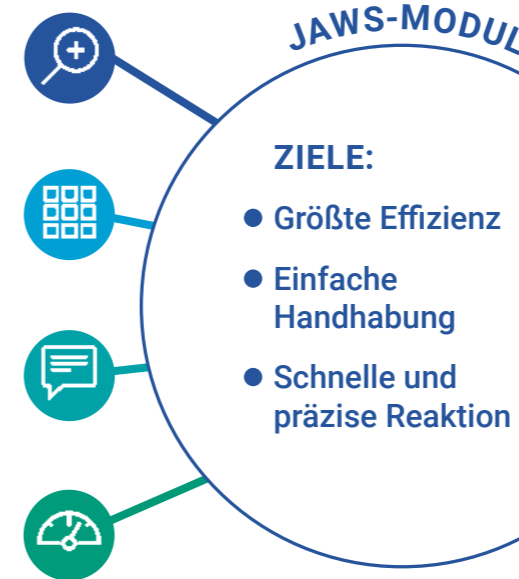 JAWS-MODUL
ZIELE:
Größte Effizienz
Einfache
Handhabung
Schnelle und
präzise Reaktion